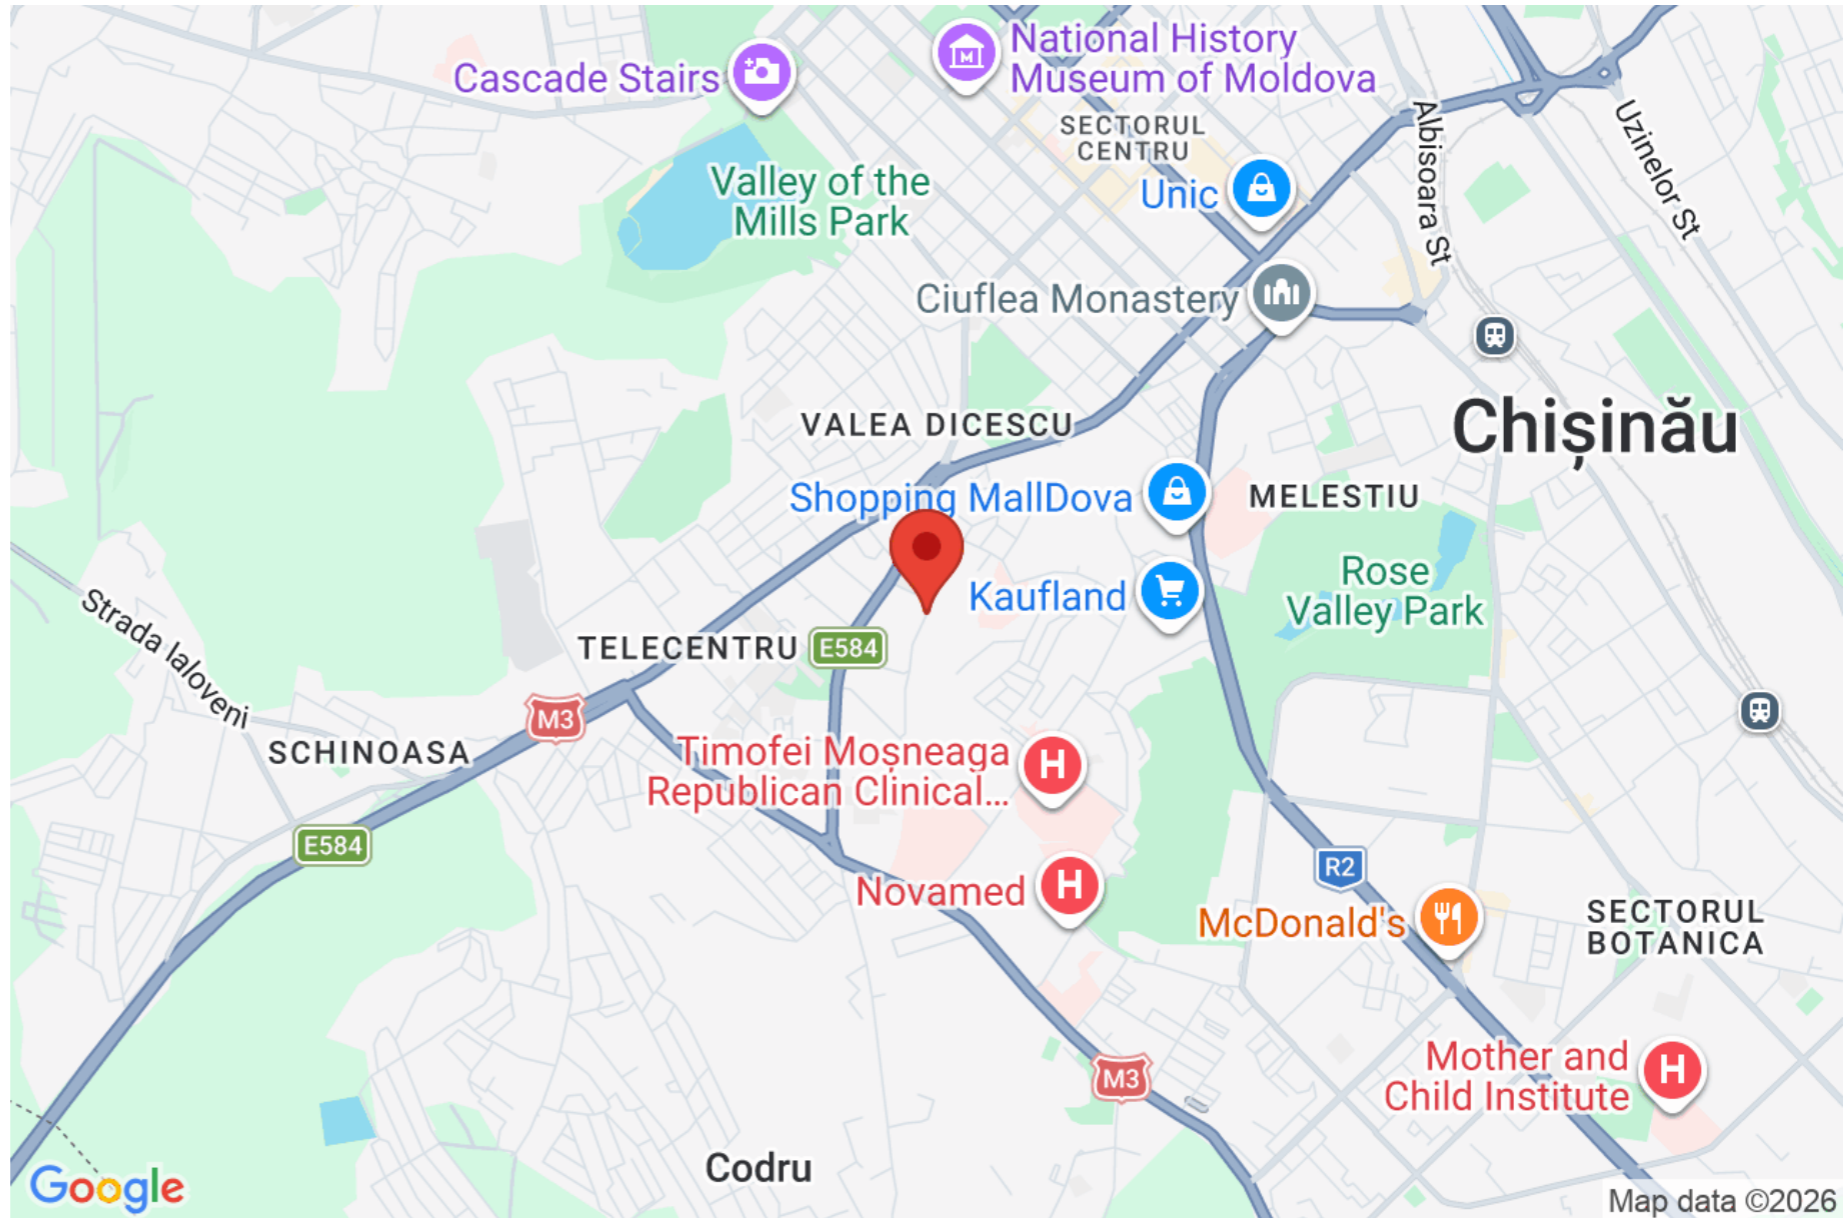 Cascade Stairs
National History
Museum of Moldova
SECTORUL
CENTRU
Albisoara St
Uzinelor St
Valley of the
Mills Park
Unic
Ciuflea Monastery
VALEA DICESCU
Chișinău
Shopping MallDova
MELESTIU
Rose
Valley Park
Kaufland
Strada Ialoveni
TELECENTRU
E584
M3
SCHINOASA
Timofei Moșneaga
Republican Clinical...
E584
R2
Novamed
McDonald's
SECTORUL
BOTANICA
Mother and
Child Institute
M3
Codru
Google
Map data ©2026